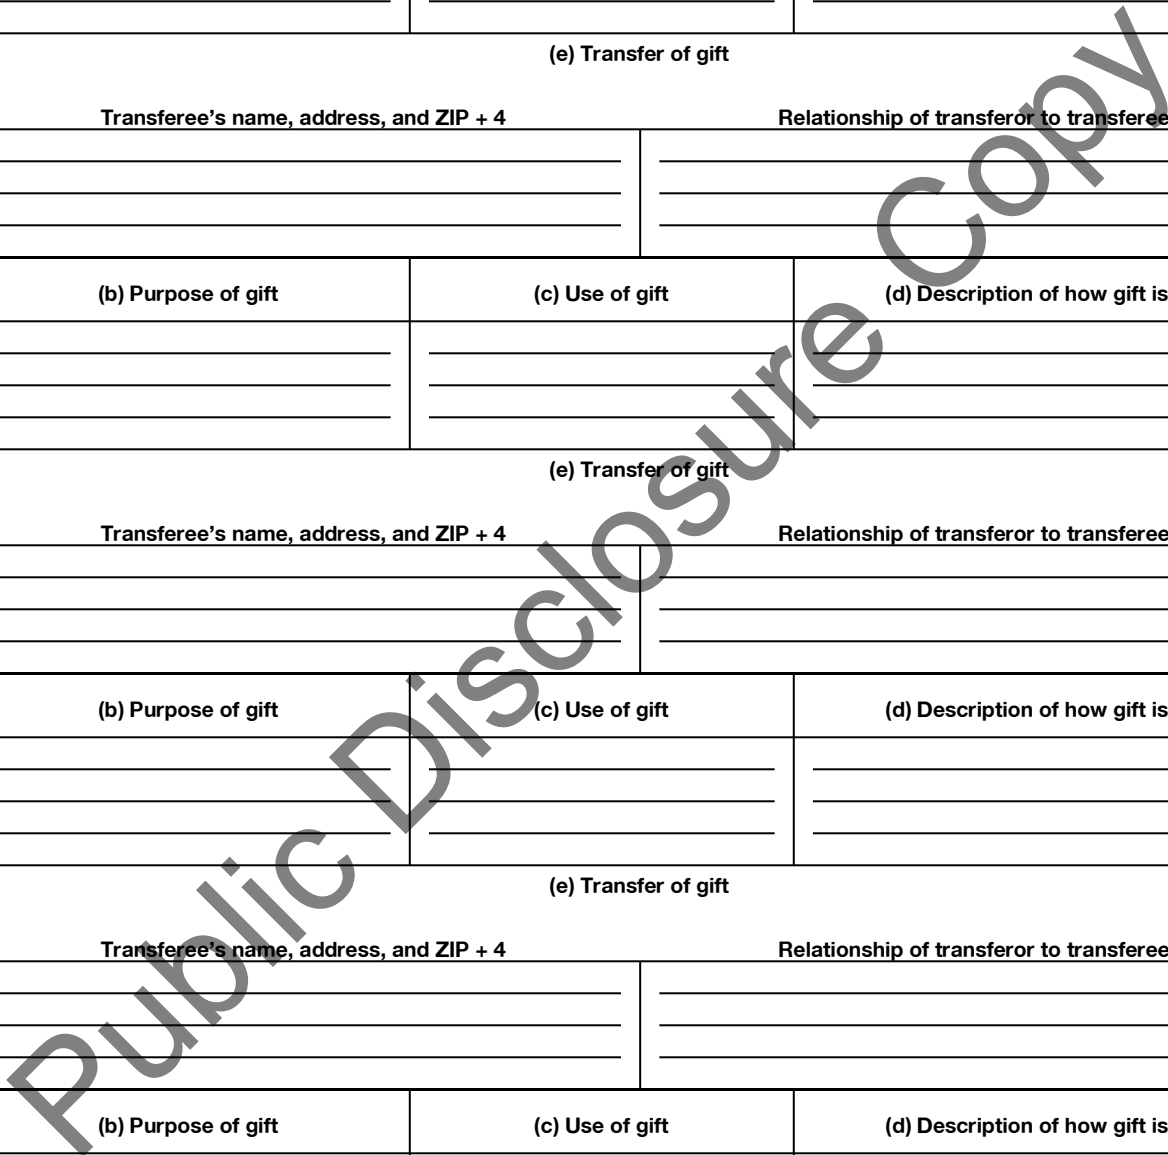 (e) Transfer of gift
Transferee’s name, address, and ZIP + 4 Relationship of transferor to transferee
(b) Purpose of gift (c) Use of gift (d) Description of how gift is
(e) Transfer of gift
Transferee’s name, address, and ZIP + 4 Relationship of transferor to transferee
(b) Purpose of gift (c) Use of gift (d) Description of how gift is
(e) Transfer of gift
Transferee’s name, address, and ZIP + 4 Relationship of transferor to transferee
(b) Purpose of gift (c) Use of gift (d) Description of how gift is
Public Disclosure Copy